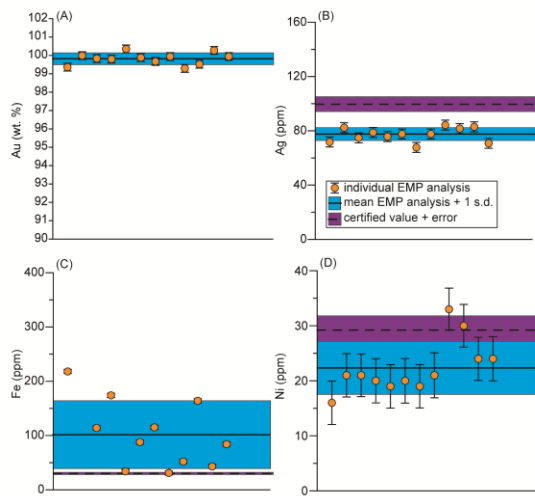 (A)
Au (wt. %)
102
101
100
99
98
97
96
95
94
93
92
91
90
(B)
Ag (ppm)
160
120
80
40
0
individual EMP analysis
mean EMP analysis + 1 s.d.
certified value + error
(C)
Fe (ppm)
400
300
200
100
0
(D)
Ni (ppm)
40
30
20
10
0